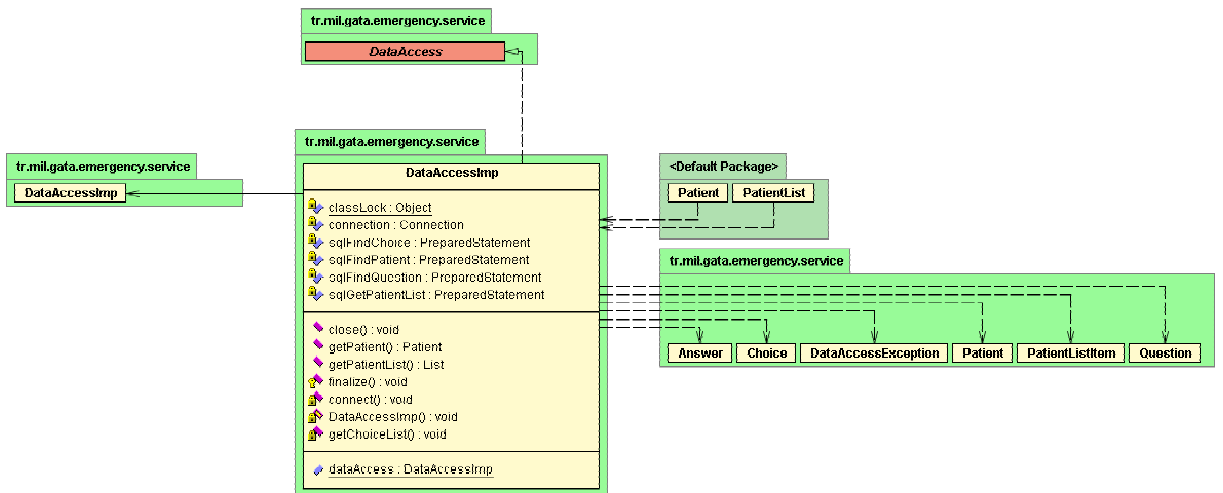 tr.mil.gata.emergency.service
DataAccess
tr.mil.gata.emergency.service
DataAccessImp
tr.mil.gata.emergency.service
DataAccessImp
classLock : Object
connection : Connection
sqlFindChoice : PreparedStatement
sqlFindPatient : PreparedStatement
sqlFindQuestion : PreparedStatement
sqlGetPatientList : PreparedStatement
close() : void
getPatient() : Patient
getPatientList() : List
finalize() : void
connect() : void
DataAccessImp() : void
getChoiceList() : void
dataAccess : DataAccessImp
<Default Package>
Patient PatientList
tr.mil.gata.emergency.service
Answer Choice DataAccessException Patient PatientListItem Question